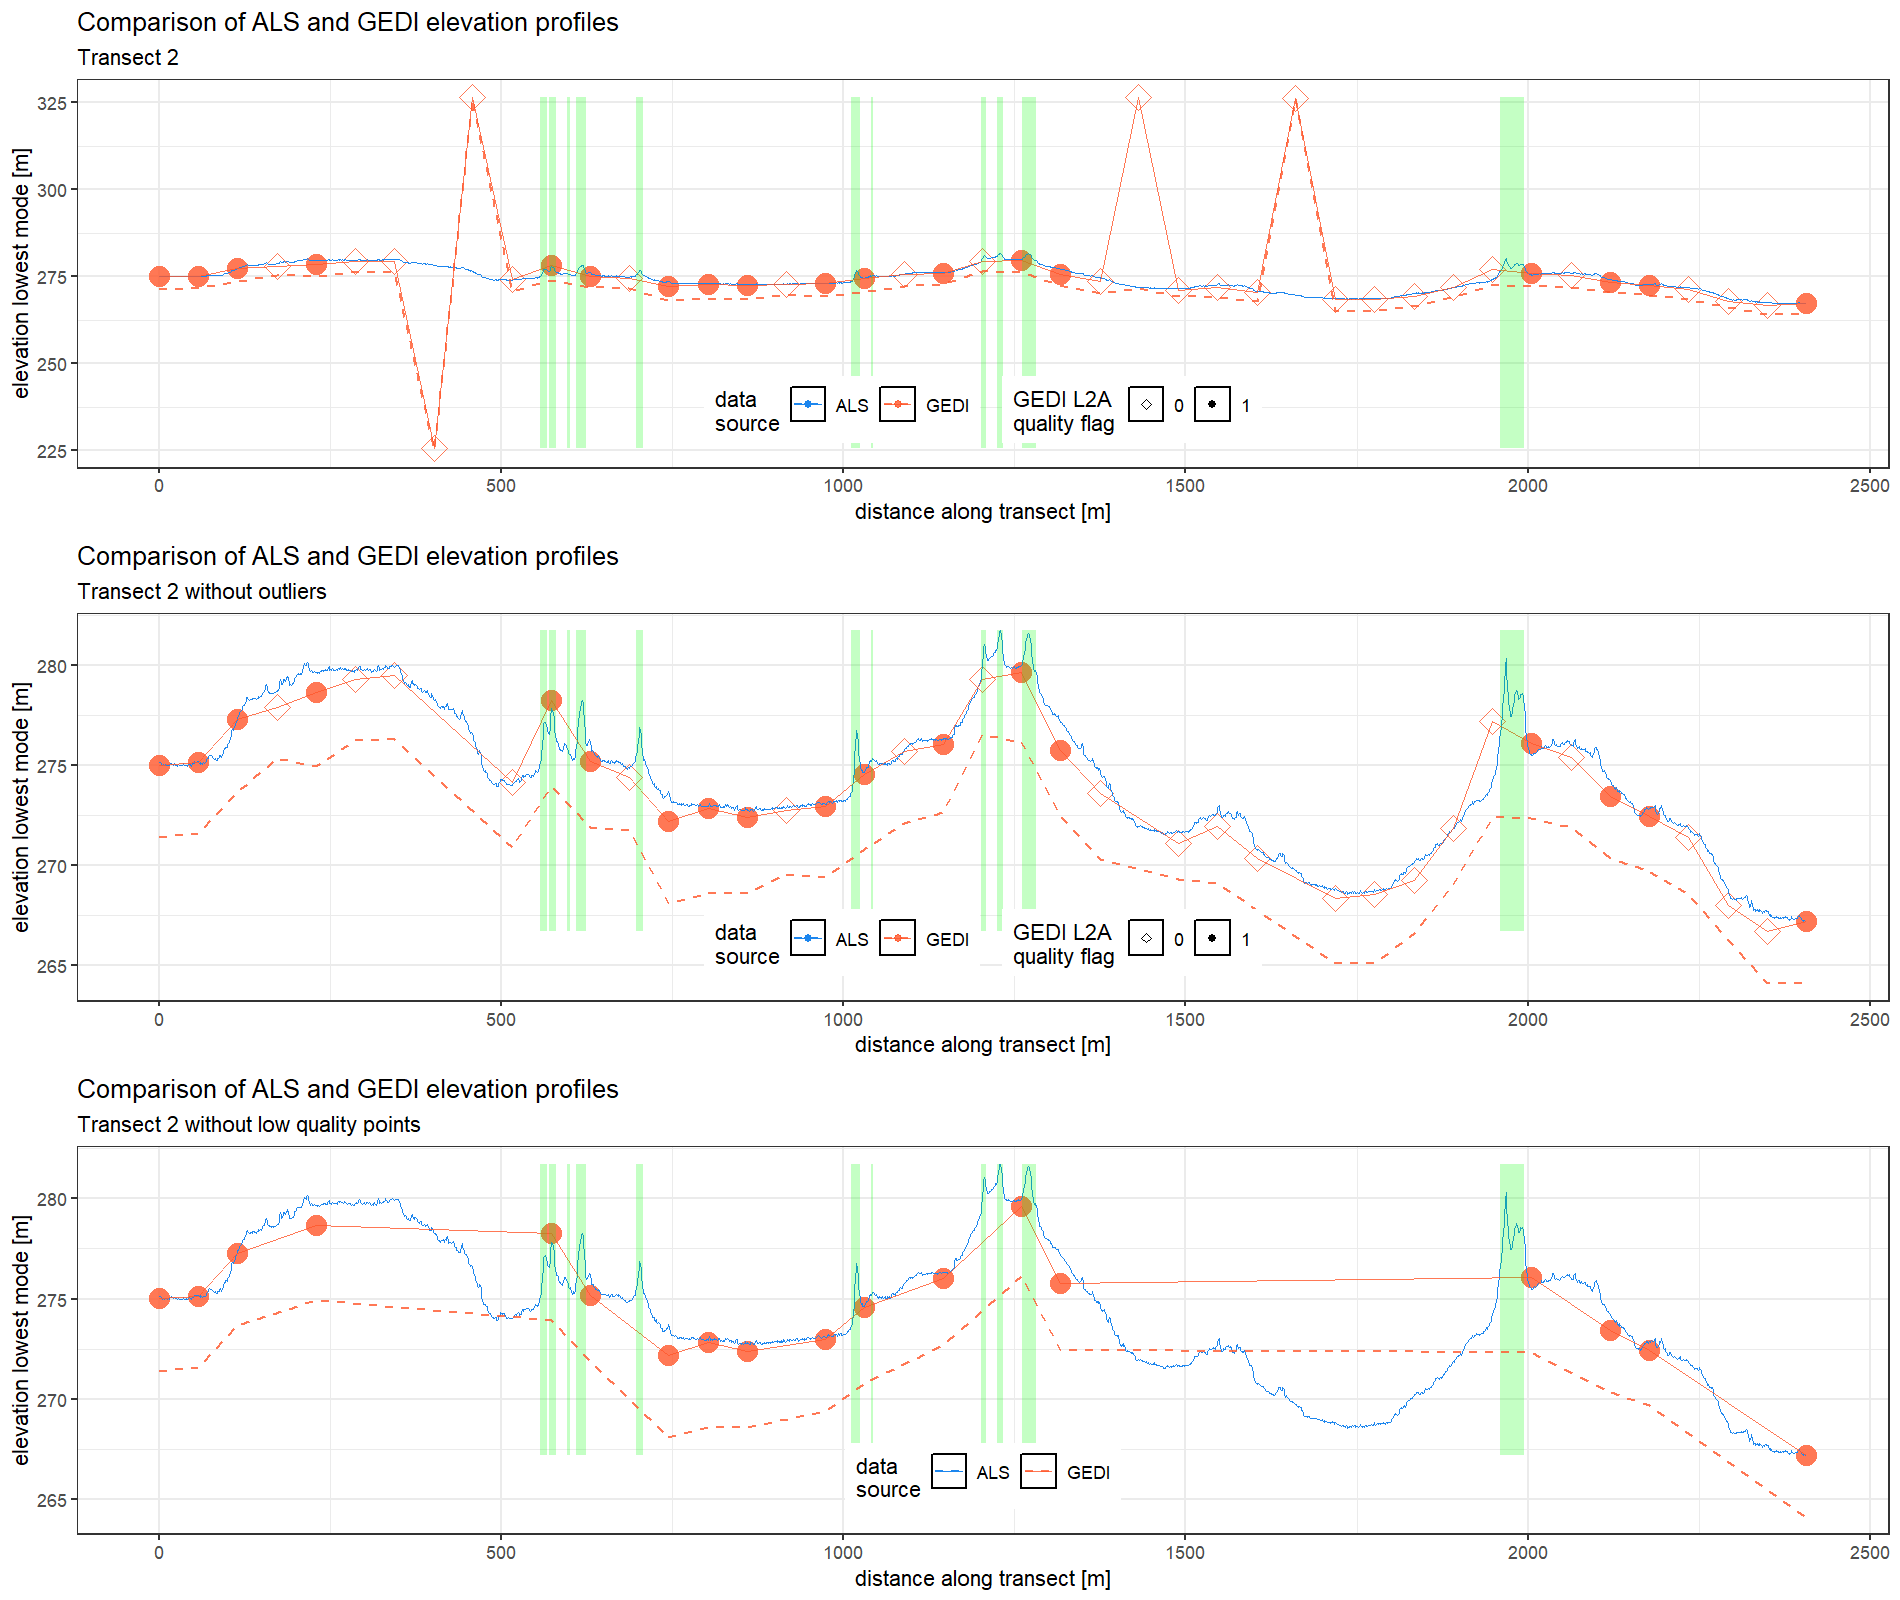 Comparison of ALS and GEDI elevation profiles
Transect 2
elevation lowest mode [m]
325
300
275
250
225
data
source
ALS
GEDI
GEDI L2A
quality flag
0
1
0
500
1000
1500
2000
2500
distance along transect [m]
Comparison of ALS and GEDI elevation profiles
Transect 2 without outliers
elevation lowest mode [m]
280
275
270
265
data
source
ALS
GEDI
GEDI L2A
quality flag
0
1
0
500
1000
1500
2000
2500
distance along transect [m]
Comparison of ALS and GEDI elevation profiles
Transect 2 without low quality points
elevation lowest mode [m]
280
275
270
265
data
source
ALS
GEDI
0
500
1000
1500
2000
2500
distance along transect [m]